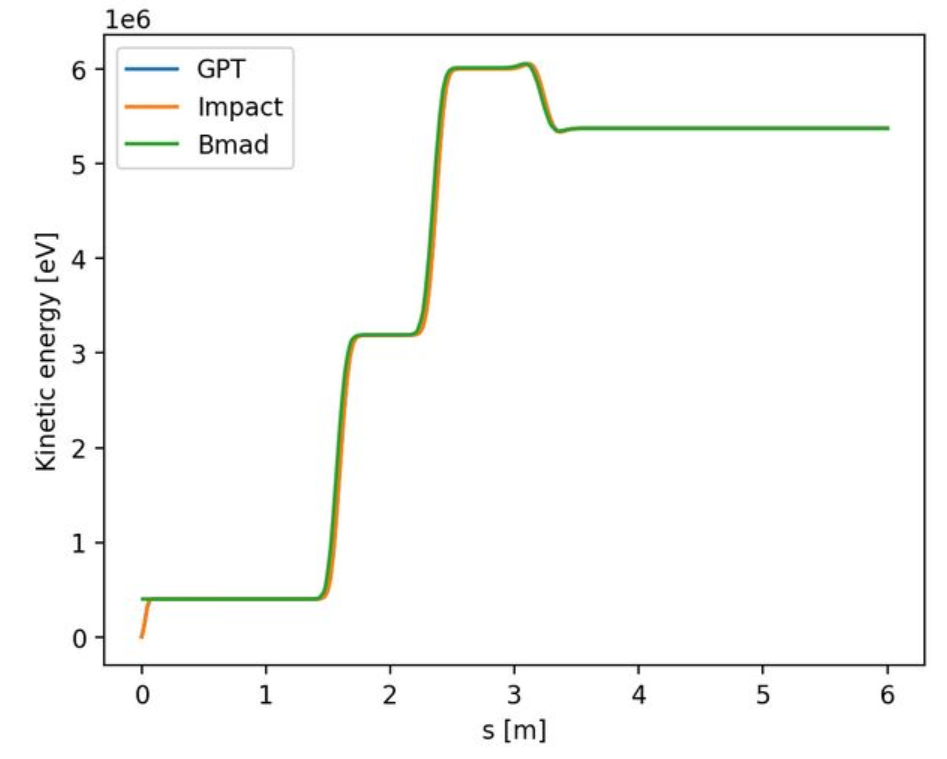 1e6
GPT
Impact
Bmad
6
5
4
3
2
1
0
Kinetic energy [eV]
0 1 2 3 4 5 6
s [m]